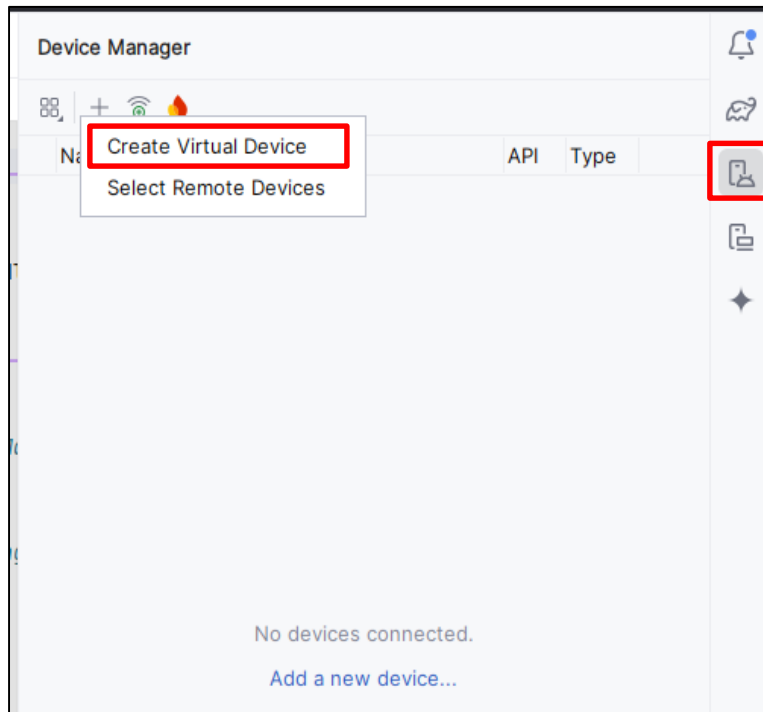 Device Manager
Create Virtual Device
API Type
Select Remote Devices
No devices connected.
Add a new device...